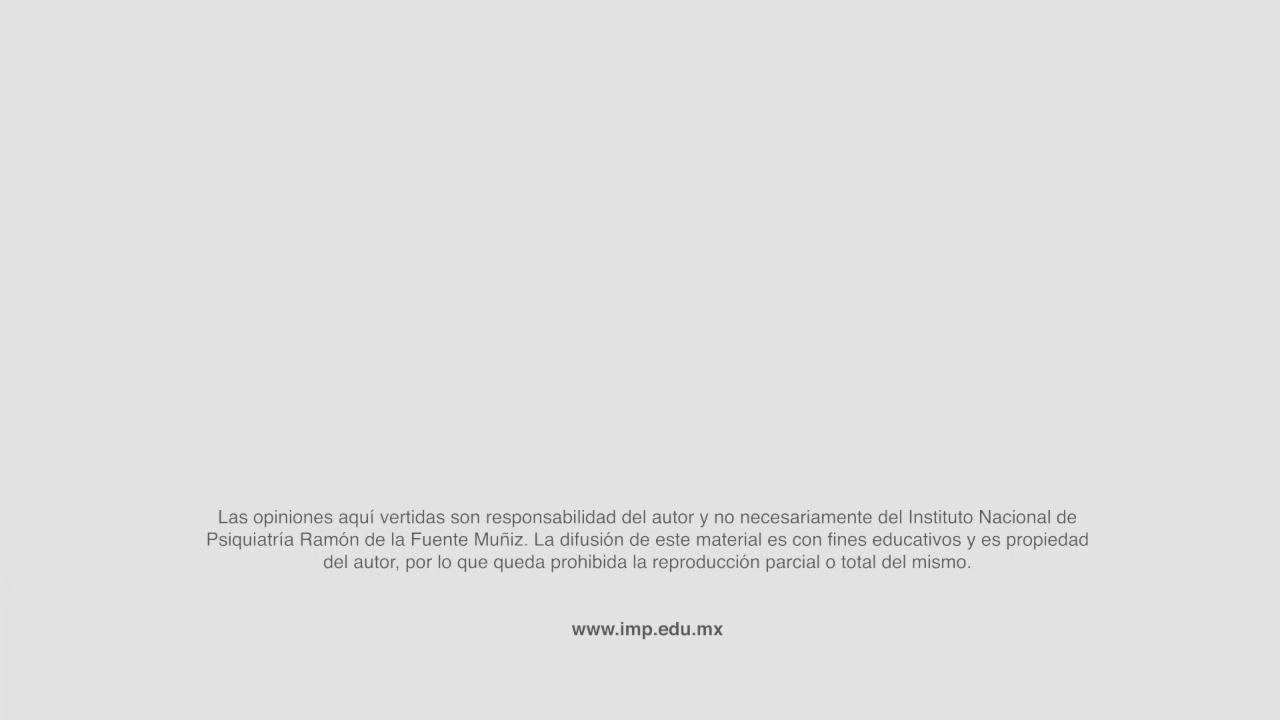 Las opiniones aquí vertidas son responsabilidad del autor y no necesariamente del Instituto Nacional de
Psiquiatría Ramón de la Fuente Muñiz. La difusión de este material es con fines educativos y es propiedad
del autor, por lo que queda prohibida la reproducción parcial o total del mismo.
www.imp.edu.mx